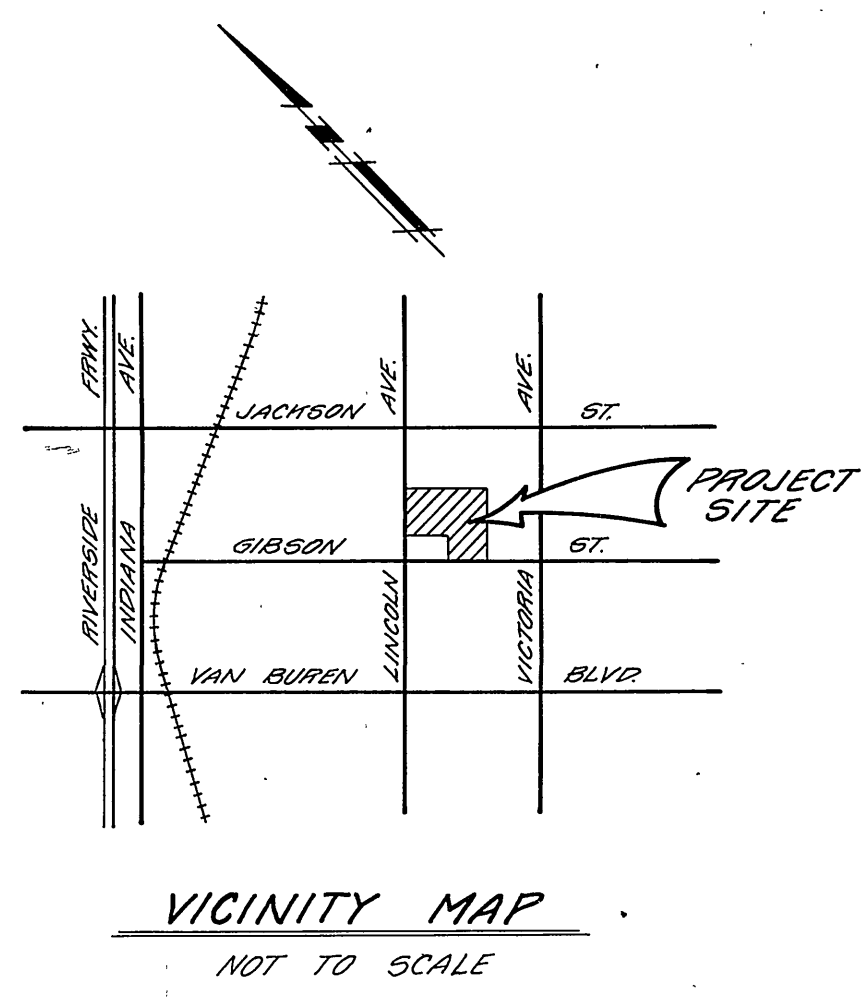 RIVERSIDE FRWY.
INDIANA AVE.
LINCOLN AVE.
VICTORIA AVE.
JACKSON ST.
PROJECT
SITE
GIBSON ST.
VAN BUREN BLVD.
VICINITY MAP
NOT TO SCALE